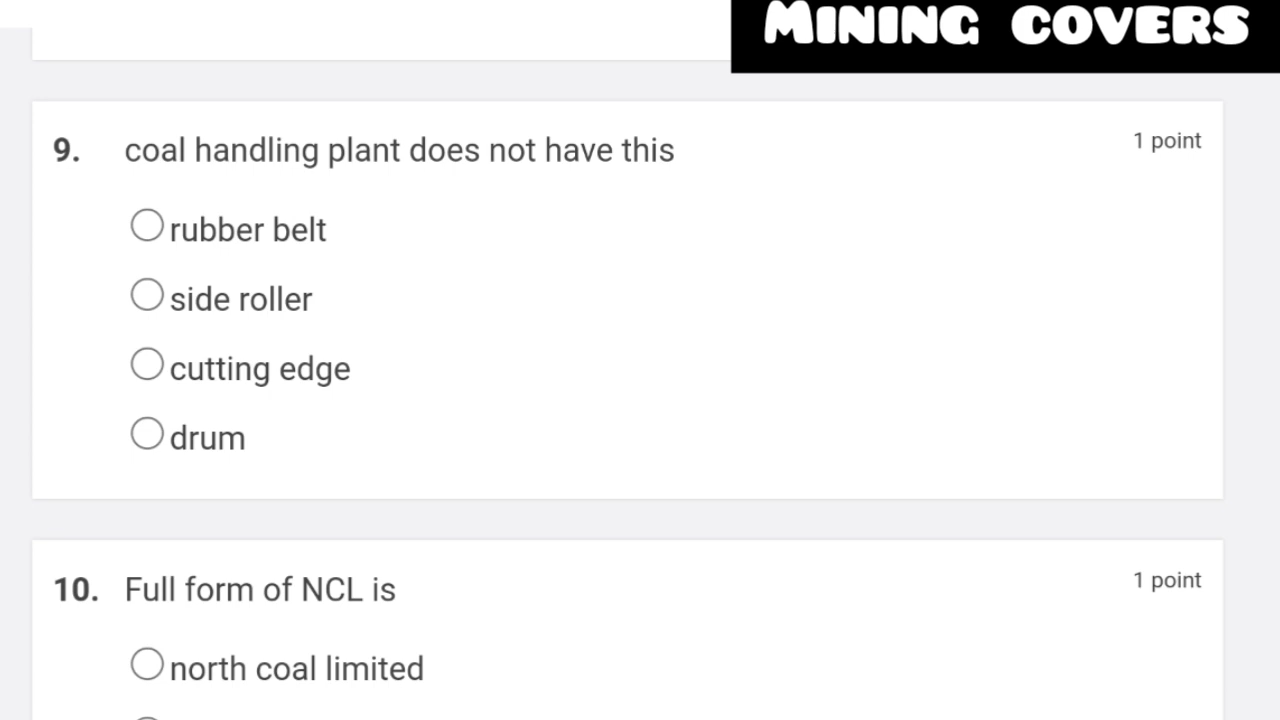 MINING COVERS
9. coal handling plant does not have this 1 point
rubber belt
side roller
cutting edge
drum
10. Full form of NCL is 1 point
north coal limited